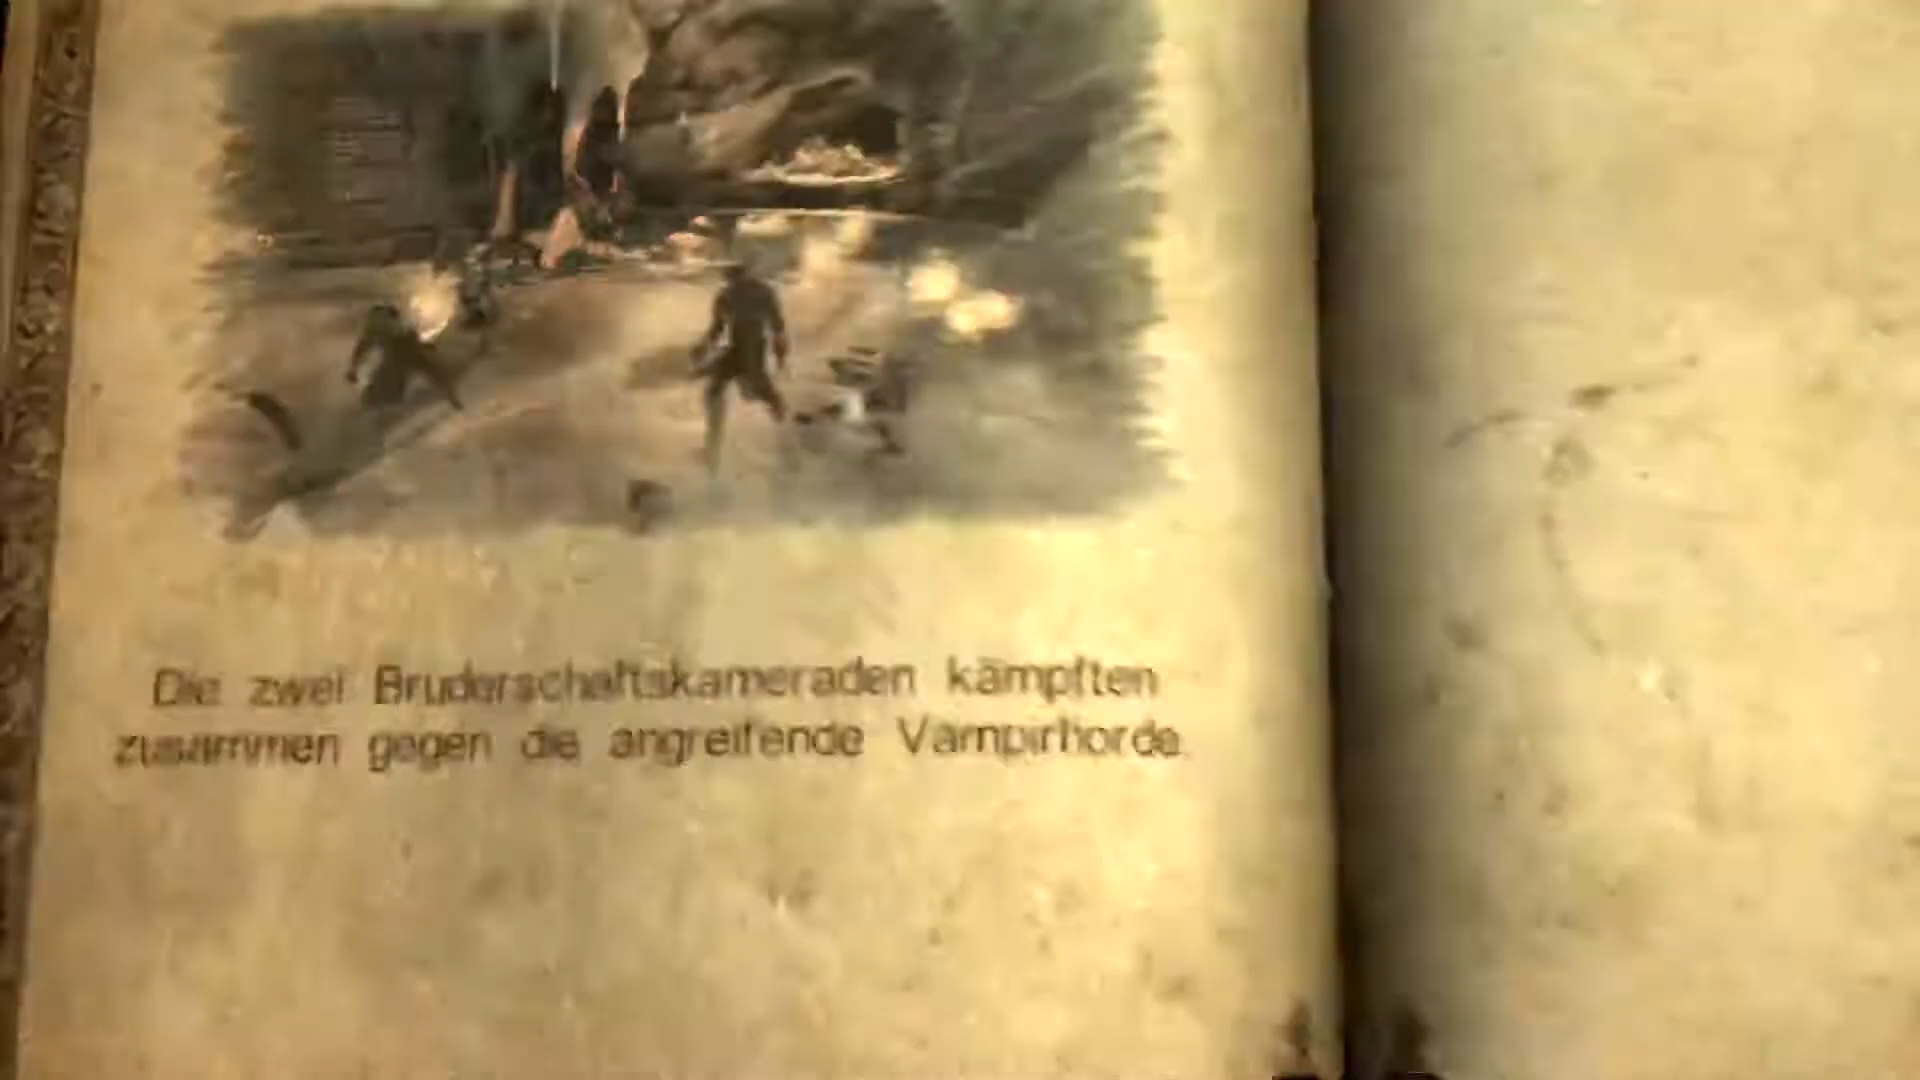 Die zwei Bruderschaftskameraden kämpften
zusammen gegen die angreifende Vampirhorde.